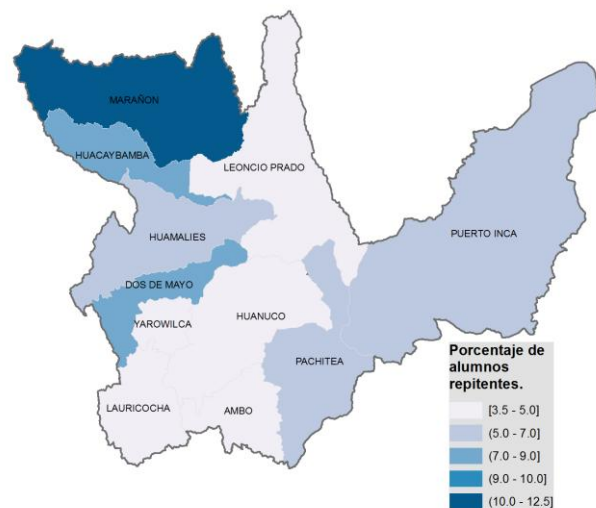 MARAÑON
HUACAYBAMBA
LEONCIO PRADO
HUAMALIES
PUERTO INCA
DOS DE MAYO
YAROWILCA
HUANUCO
PACHITEA
LAURICOCHA
AMBO
Porcentaje de
alumnos
repitentes.
[3.5 - 5.0]
(5.0 - 7.0]
(7.0 - 9.0]
(9.0 - 10.0]
(10.0 - 12.5]